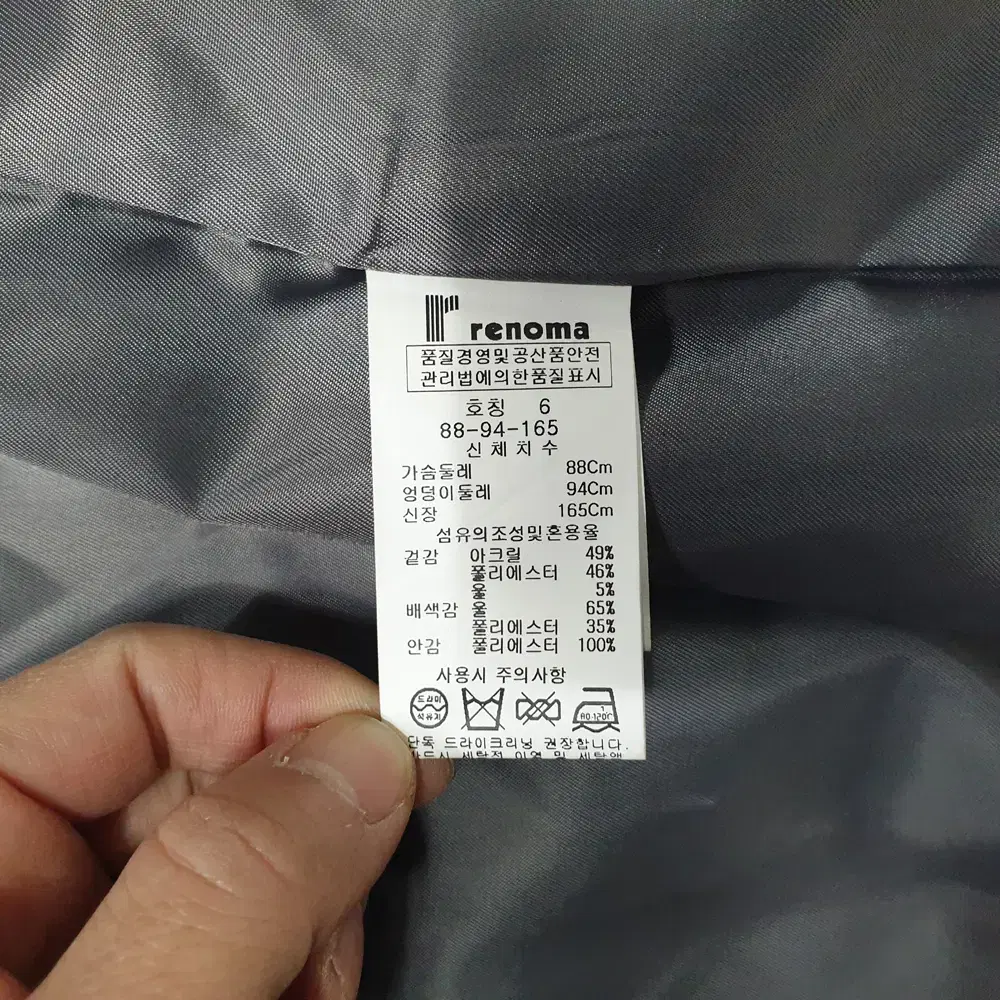 renoma
품질경영및공산품안전
관리법에의한품질표시
호칭 6
88-94-165
신체치수
가슴둘레 88Cm
엉덩이둘레 94Cm
신장 165Cm
섬유의조성및혼용율
겉감 아크릴 49%
폴리에스터 46%
울 5%
배색감 울 65%
폴리에스터 35%
안감 폴리에스터 100%
사용시 주의사항
드라이
석유계
단독 드라이크리닝 권장합니다.